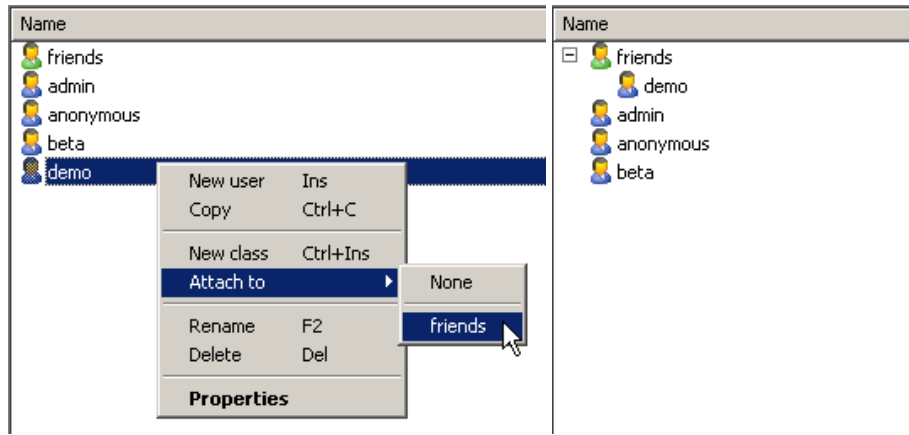 Name
friends
admin
anonymous
beta
demo
New user Ins
Copy Ctrl+C
New class Ctrl+Ins
Attach to
Rename F2
Delete Del
Properties
None
friends
Name
friends
demo
admin
anonymous
beta